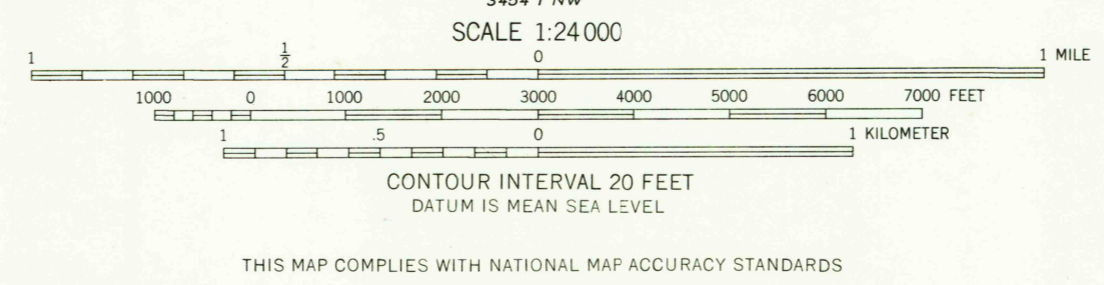 SCALE 1:24 000
1 1/2 0 1 MILE
1000 0 1000 2000 3000 4000 5000 6000 7000 FEET
1 .5 0 1 KILOMETER
CONTOUR INTERVAL 20 FEET
DATUM IS MEAN SEA LEVEL
THIS MAP COMPLIES WITH NATIONAL MAP ACCURACY STANDARDS